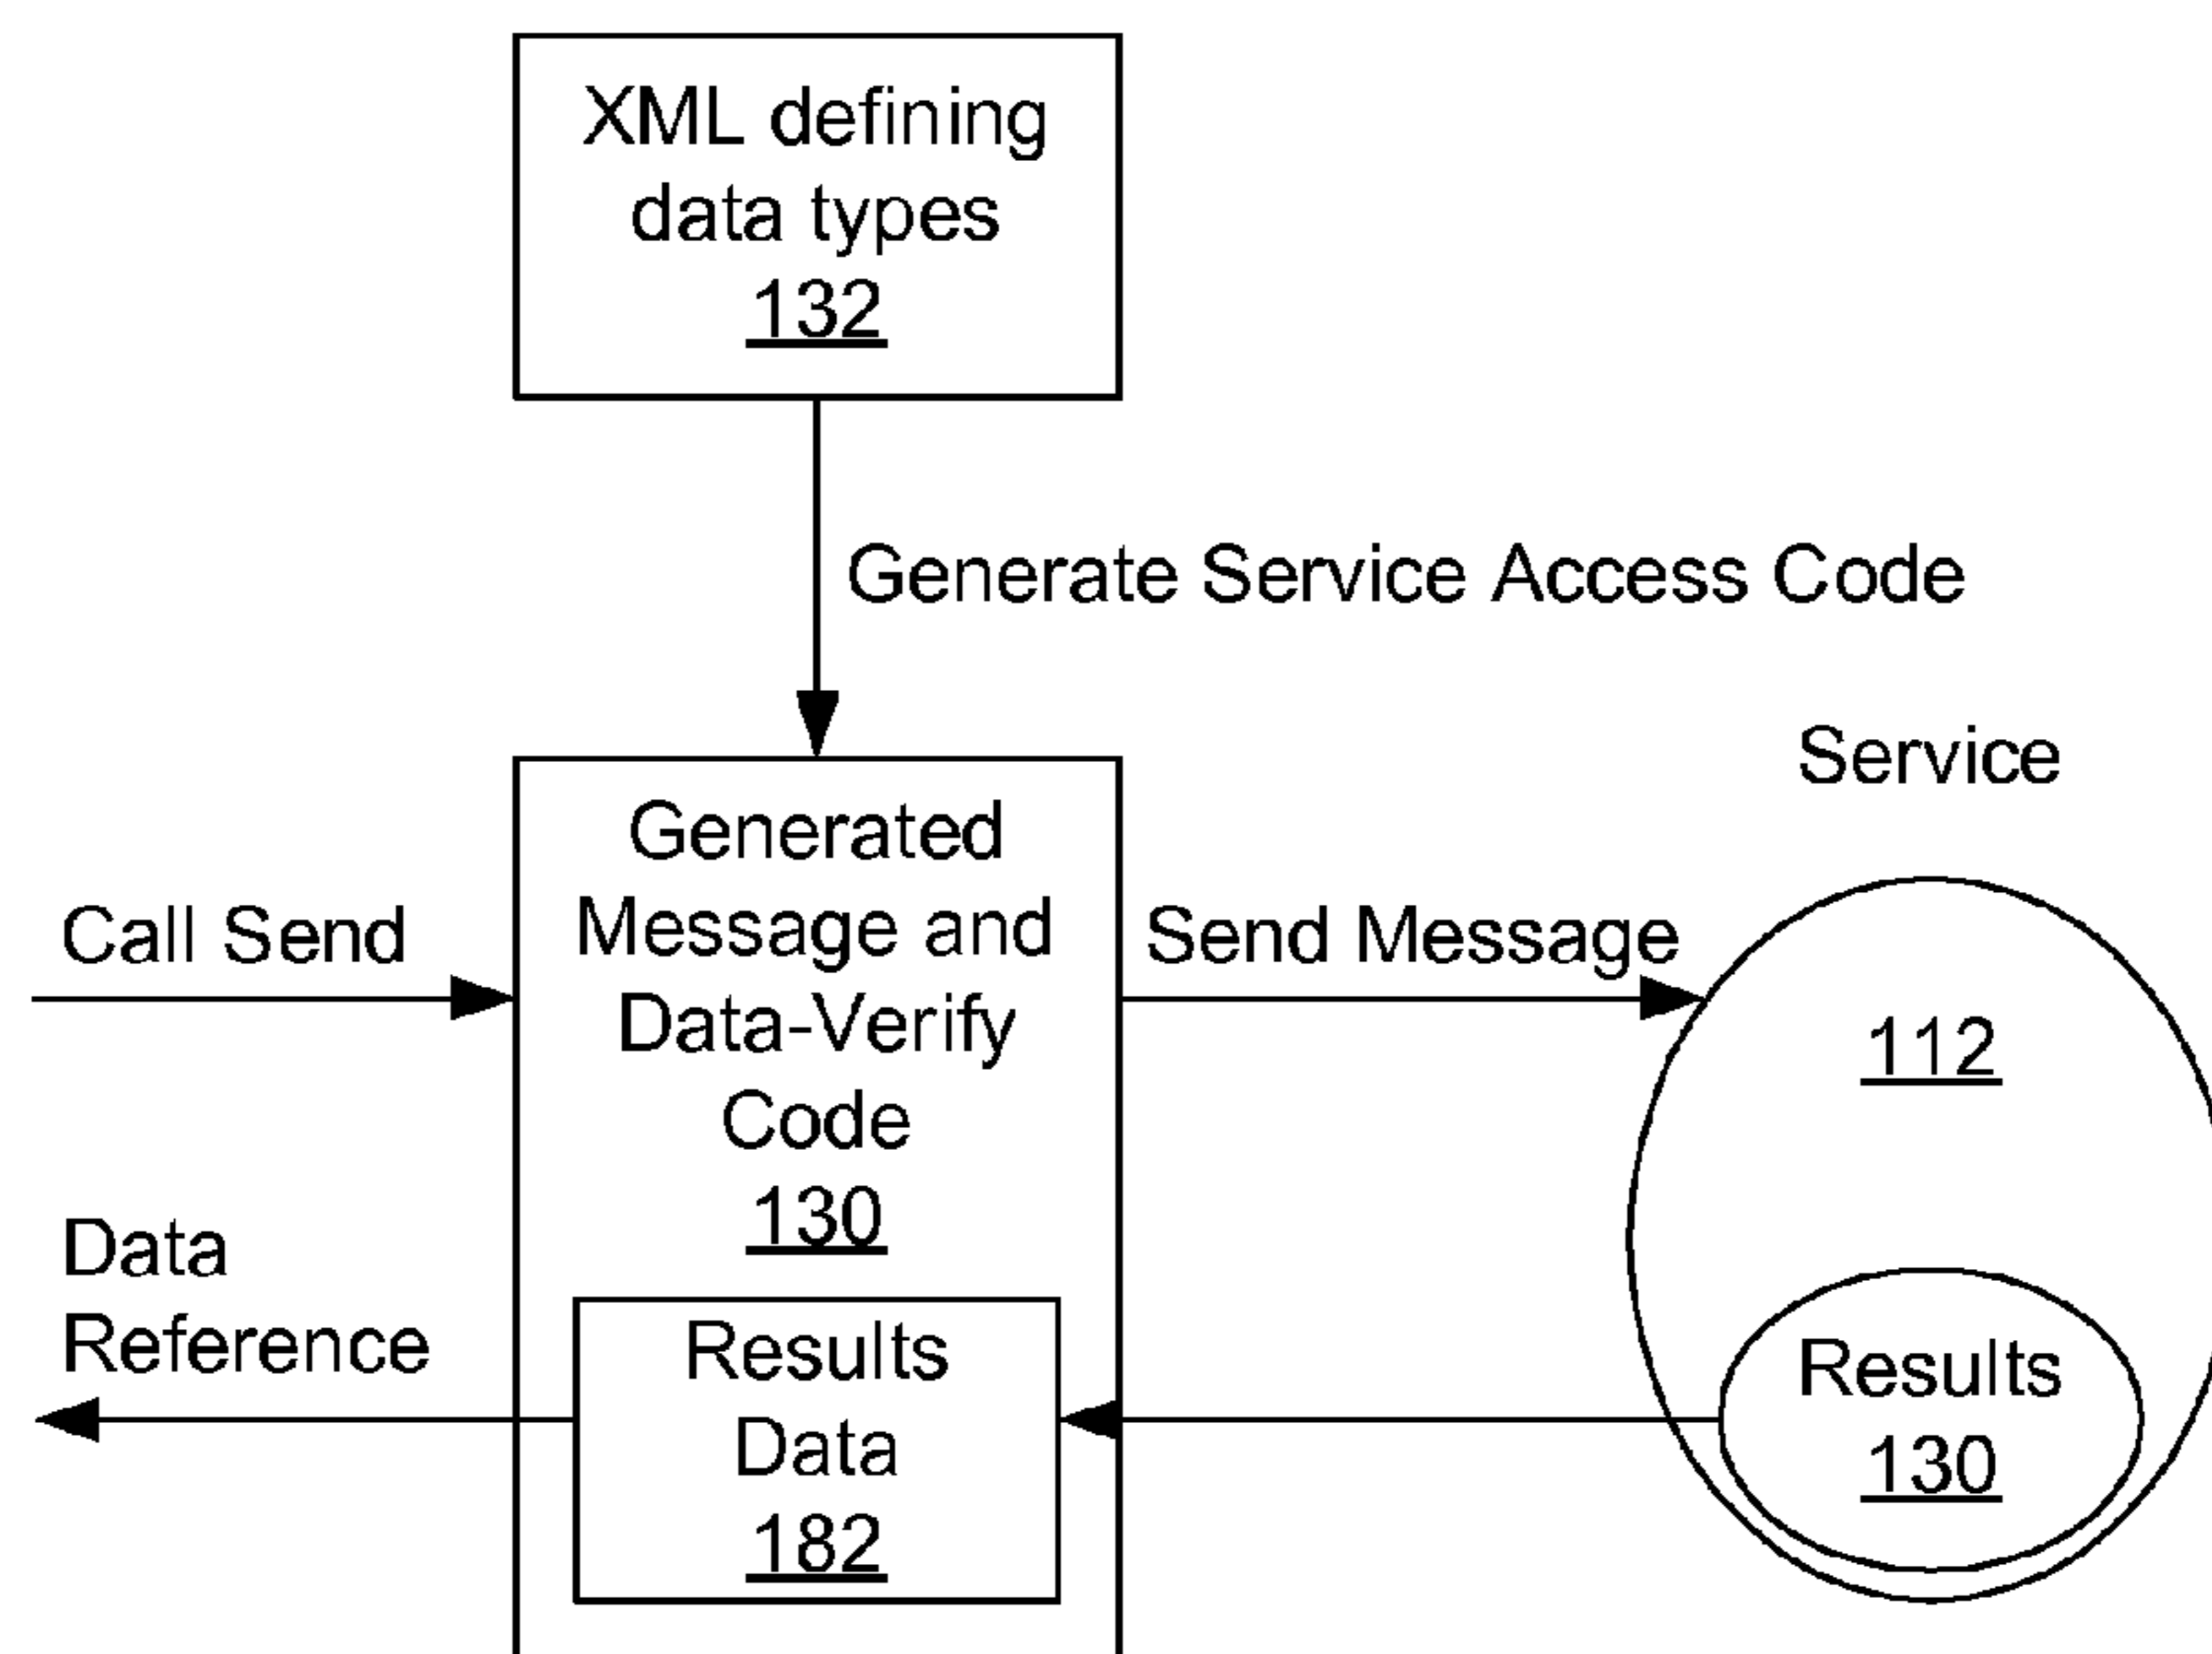 XML defining
data types
132
Generate Service Access Code
Service
Generated
Message and
Data-Verify
Code
130
Call Send
Send Message
112
Data
Reference
Results
Data
182
Results
130